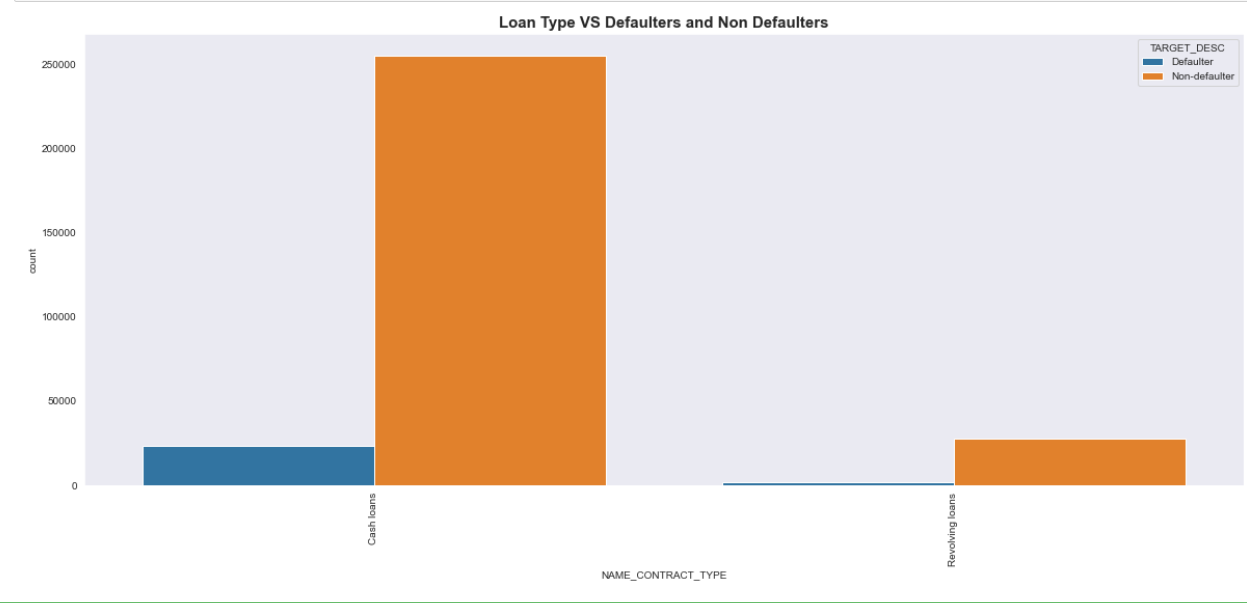 Loan Type VS Defaulters and Non Defaulters
TARGET_DESC
Defaulter
Non-defaulter
250000
200000
150000
100000
50000
0
count
Cash loans
Revolving loans
NAME_CONTRACT_TYPE